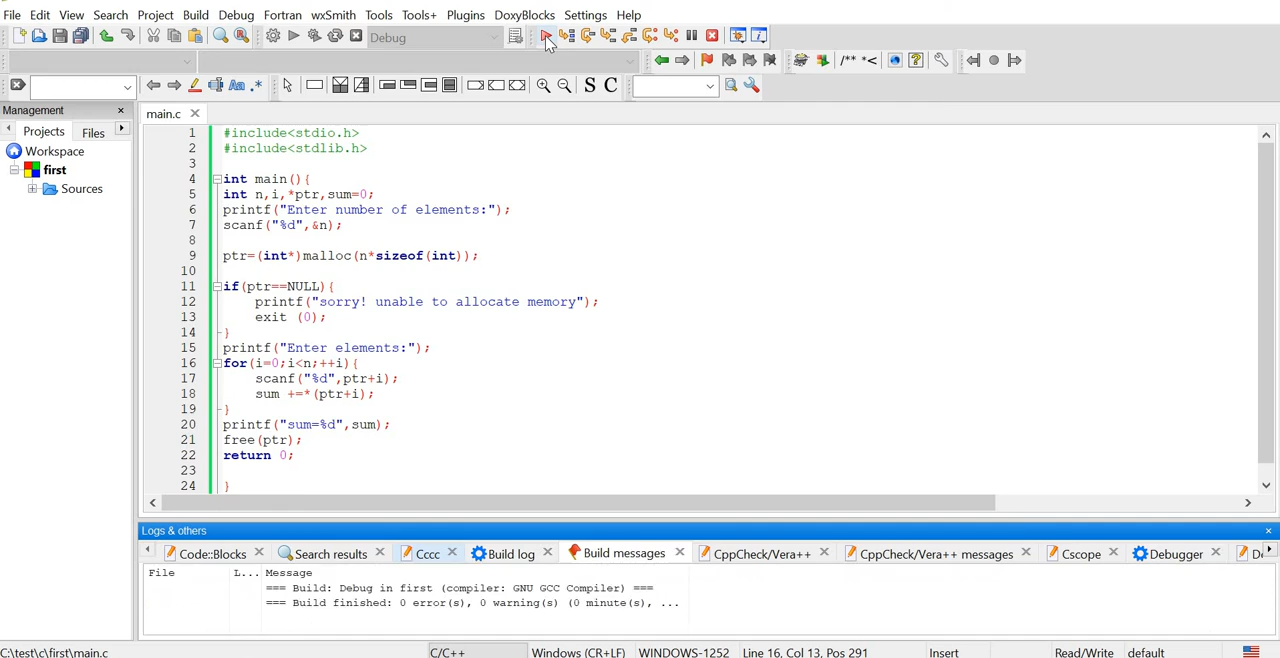 File Edit View Search Project Build Debug Fortran wxSmith Tools Tools+ Plugins DoxyBlocks Settings Help
Debug
/** *<
Aa .* S C
Management
Projects Files
Workspace
first
Sources
main.c
1 #include<stdio.h>
2 #include<stdlib.h>
3
4 int main(){
5 int n,i,*ptr,sum=0;
6 printf("Enter number of elements:");
7 scanf("%d",&n);
8
9 ptr=(int*)malloc(n*sizeof(int));
10
11 if(ptr==NULL){
12 printf("sorry! unable to allocate memory");
13 exit (0);
14 }
15 printf("Enter elements:");
16 for(i=0;i<n;++i){
17 scanf("%d",ptr+i);
18 sum +=*(ptr+i);
19 }
20 printf("sum=%d",sum);
21 free(ptr);
22 return 0;
23
24 }
Logs & others
Code::Blocks Search results Cccc Build log Build messages CppCheck/Vera++ CppCheck/Vera++ messages Cscope Debugger
File L... Message
=== Build: Debug in first (compiler: GNU GCC Compiler) ===
=== Build finished: 0 error(s), 0 warning(s) (0 minute(s), ...
C:\test\c\first\main.c C/C++ Windows (CR+LF) WINDOWS-1252 Line 16, Col 13, Pos 291 Insert Read/Write default